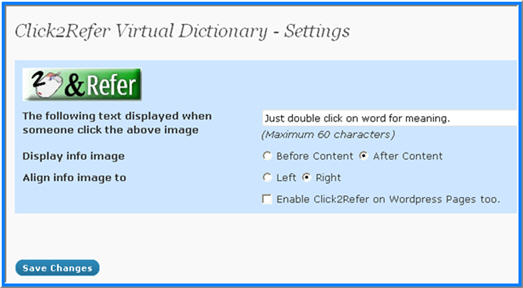 Click2Refer Virtual Dictionary - Settings
2 & Refer
The following text displayed when
someone click the above image
Just double click on word for meaning.
(Maximum 60 characters)
Display info image
Before Content After Content
Align info image to
Left Right
Enable Click2Refer on Wordpress Pages too.
Save Changes